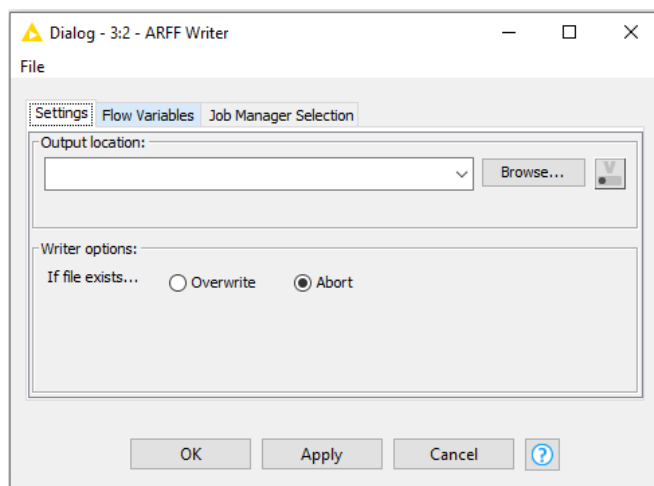 Dialog - 3:2 - ARFF Writer
File
Settings Flow Variables Job Manager Selection
Output location:
Browse...
V
Writer options:
If file exists... Overwrite Abort
OK Apply Cancel ?